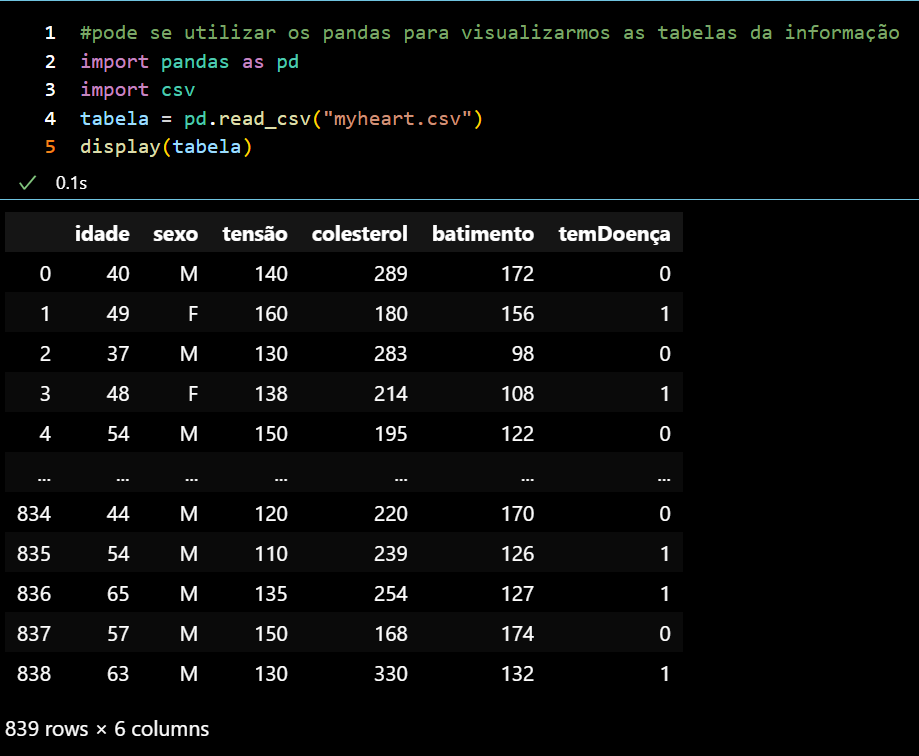 1 #pode se utilizar os pandas para visualizarmos as tabelas da informação
2 import pandas as pd
3 import csv
4 tabela = pd.read_csv("myheart.csv")
5 display(tabela)
✓ 0.1s
idade sexo tensão colesterol batimento temDoença
0 40 M 140 289 172 0
1 49 F 160 180 156 1
2 37 M 130 283 98 0
3 48 F 138 214 108 1
4 54 M 150 195 122 0
... ... ... ... ... ... ...
834 44 M 120 220 170 0
835 54 M 110 239 126 1
836 65 M 135 254 127 1
837 57 M 150 168 174 0
838 63 M 130 330 132 1
839 rows × 6 columns